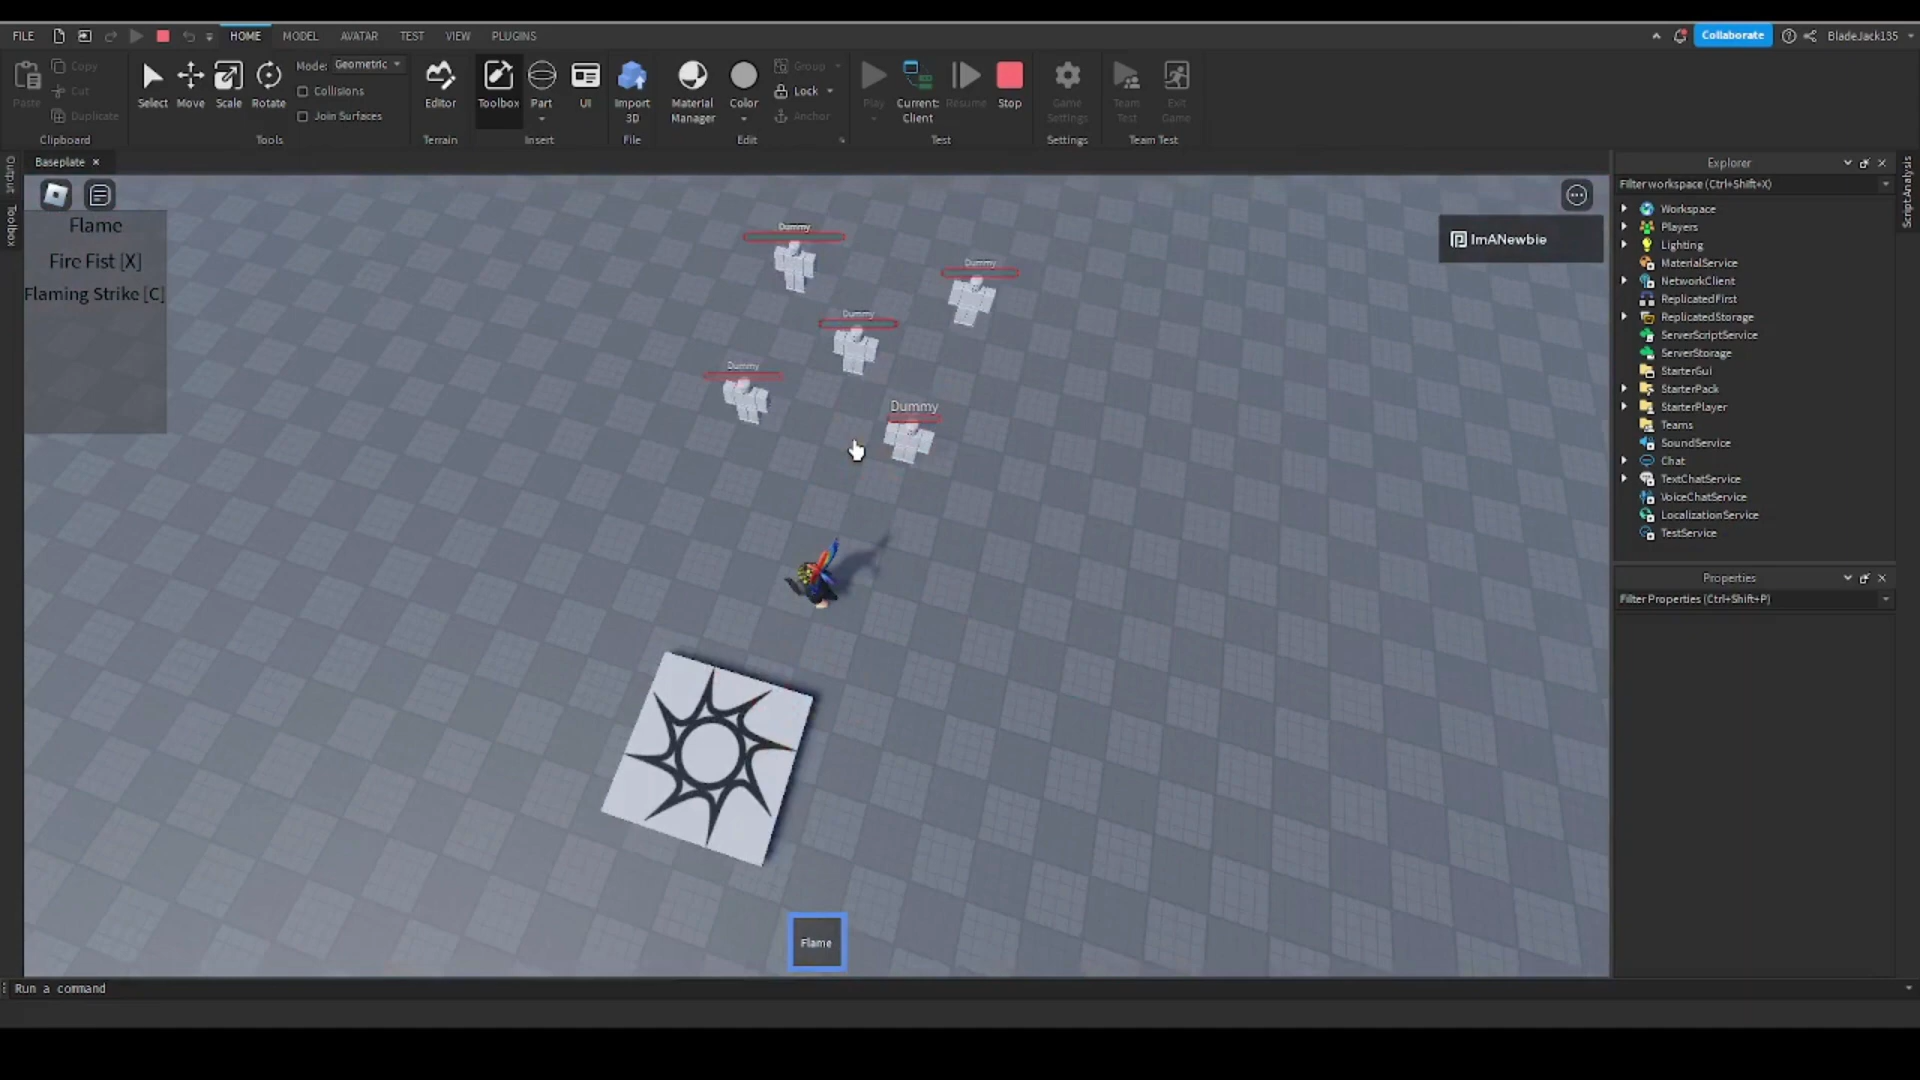 FILE HOME MODEL AVATAR TEST VIEW PLUGINS Collaborate BladeJack135
Paste Copy Cut Duplicate Clipboard
Select Move Scale Rotate Mode: Geometric Collisions Join Surfaces Tools
Editor Terrain
Toolbox Part UI Insert
Import 3D File
Material Manager Color Group Lock Anchor Edit
Play Current: Client Resume Stop Test
Game Settings Settings
Team Test Exit Game Team Test
Output
Toolbox
Baseplate
Flame
Fire Fist [X]
Flaming Strike [C]
Dummy
Dummy
Dummy
Dummy
Dummy
ImANewbie
Flame
Explorer
Filter workspace (Ctrl+Shift+X)
Workspace
Players
Lighting
MaterialService
NetworkClient
ReplicatedFirst
ReplicatedStorage
ServerScriptService
ServerStorage
StarterGui
StarterPack
StarterPlayer
Teams
SoundService
Chat
TextChatService
VoiceChatService
LocalizationService
TestService
Properties
Filter Properties (Ctrl+Shift+P)
Script Analysis
Run a command